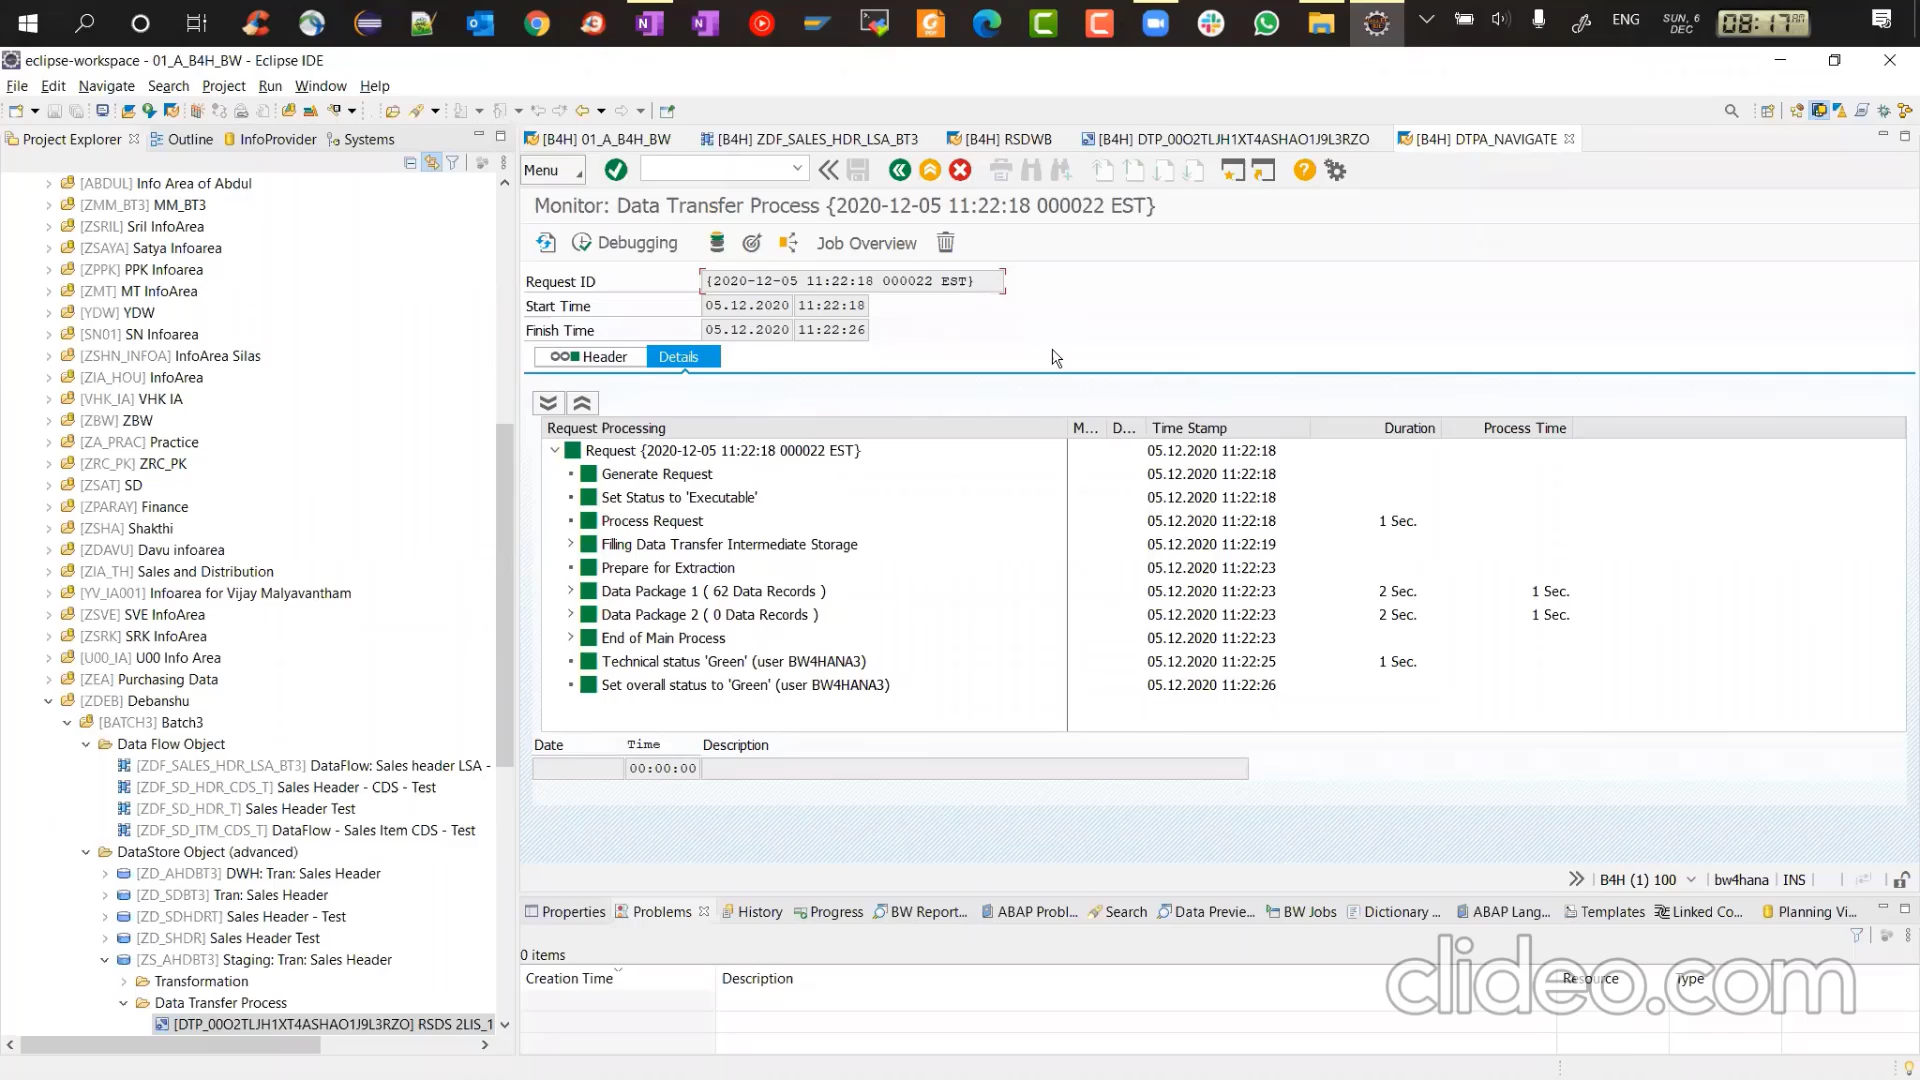 ENG
SUN, 6
DEC
08:17 AM
eclipse-workspace - 01_A_B4H_BW - Eclipse IDE
File Edit Navigate Search Project Run Window Help
Project Explorer Outline InfoProvider Systems
[B4H] 01_A_B4H_BW [B4H] ZDF_SALES_HDR_LSA_BT3 [B4H] RSDWB [B4H] DTP_00O2TLJH1XT4ASHAO1J9L3RZO [B4H] DTPA_NAVIGATE
Menu
Monitor: Data Transfer Process {2020-12-05 11:22:18 000022 EST}
Debugging Job Overview
Request ID {2020-12-05 11:22:18 000022 EST}
Start Time 05.12.2020 11:22:18
Finish Time 05.12.2020 11:22:26
Header Details
Request Processing M... D... Time Stamp Duration Process Time
Request {2020-12-05 11:22:18 000022 EST} 05.12.2020 11:22:18
Generate Request 05.12.2020 11:22:18
Set Status to 'Executable' 05.12.2020 11:22:18
Process Request 05.12.2020 11:22:18 1 Sec.
Filing Data Transfer Intermediate Storage 05.12.2020 11:22:19
Prepare for Extraction 05.12.2020 11:22:23
Data Package 1 ( 62 Data Records ) 05.12.2020 11:22:23 2 Sec. 1 Sec.
Data Package 2 ( 0 Data Records ) 05.12.2020 11:22:23 2 Sec. 1 Sec.
End of Main Process 05.12.2020 11:22:23
Technical status 'Green' (user BW4HANA3) 05.12.2020 11:22:25 1 Sec.
Set overall status to 'Green' (user BW4HANA3) 05.12.2020 11:22:26
Date Time Description
00:00:00
B4H (1) 100 bw4hana INS
[ABDUL] Info Area of Abdul
[ZMM_BT3] MM_BT3
[ZSRIL] Sril InfoArea
[ZSAYA] Satya Infoarea
[ZPPK] PPK Infoarea
[ZMT] MT InfoArea
[YDW] YDW
[SN01] SN Infoarea
[ZSHN_INFOA] InfoArea Silas
[ZIA_HOU] InfoArea
[VHK_IA] VHK IA
[ZBW] ZBW
[ZA_PRAC] Practice
[ZRC_PK] ZRC_PK
[ZSAT] SD
[ZPARAY] Finance
[ZSHA] Shakthi
[ZDAVU] Davu infoarea
[ZIA_TH] Sales and Distribution
[YV_IA001] Infoarea for Vijay Malyavantham
[ZSVE] SVE InfoArea
[ZSRK] SRK InfoArea
[U00_IA] U00 Info Area
[ZEA] Purchasing Data
[ZDEB] Debanshu
[BATCH3] Batch3
Data Flow Object
[ZDF_SALES_HDR_LSA_BT3] DataFlow: Sales header LSA -
[ZDF_SD_HDR_CDS_T] Sales Header - CDS - Test
[ZDF_SD_HDR_T] Sales Header Test
[ZDF_SD_ITM_CDS_T] DataFlow - Sales Item CDS - Test
DataStore Object (advanced)
[ZD_AHDBT3] DWH: Tran: Sales Header
[ZD_SDBT3] Tran: Sales Header
[ZD_SDHDRT] Sales Header - Test
[ZD_SHDR] Sales Header Test
[ZS_AHDBT3] Staging: Tran: Sales Header
Transformation
Data Transfer Process
[DTP_00O2TLJH1XT4ASHAO1J9L3RZO] RSDS 2LIS_1
Properties Problems History Progress BW Report... ABAP Probl... Search Data Previe... BW Jobs Dictionary ... ABAP Lang... Templates Linked Co... Planning Vi...
0 items
Creation Time Description Resource Type
clideo.com